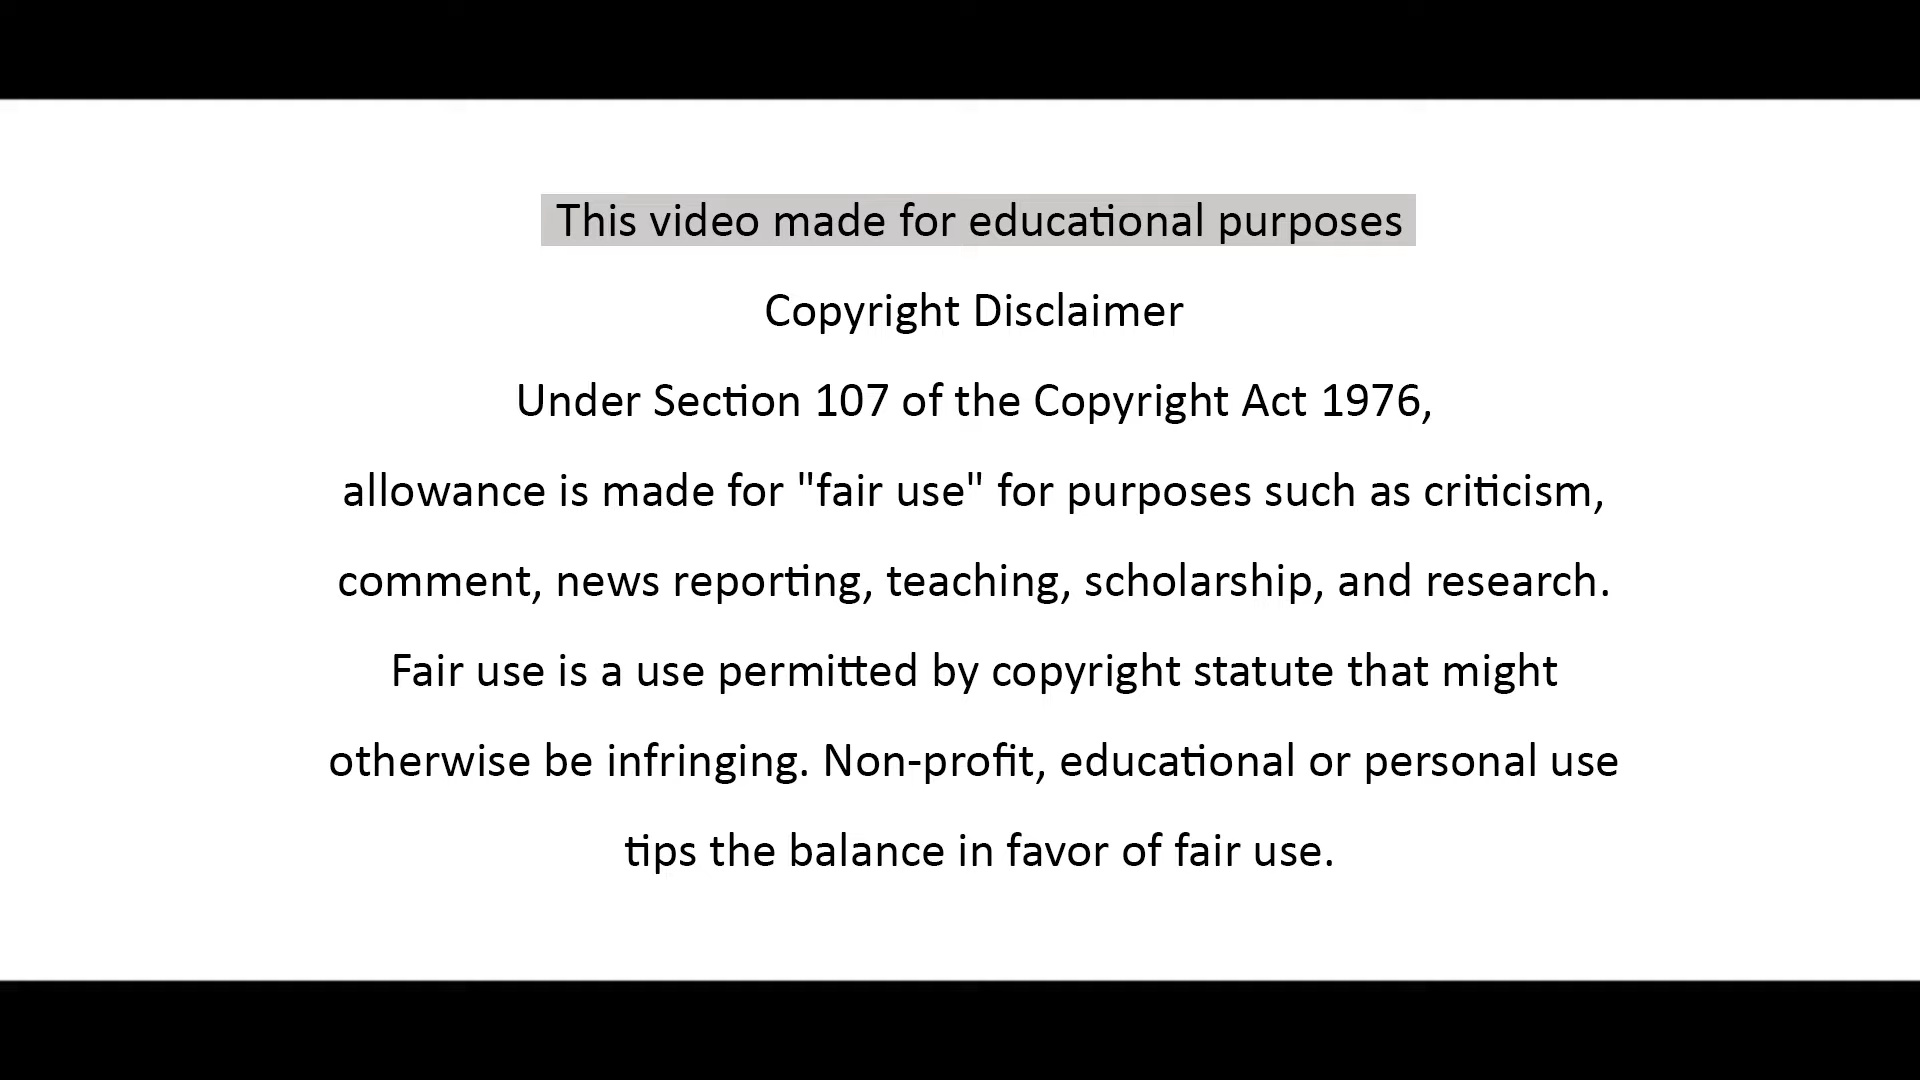 This video made for educational purposes
Copyright Disclaimer
Under Section 107 of the Copyright Act 1976,
allowance is made for "fair use" for purposes such as criticism,
comment, news reporting, teaching, scholarship, and research.
Fair use is a use permitted by copyright statute that might
otherwise be infringing. Non-profit, educational or personal use
tips the balance in favor of fair use.